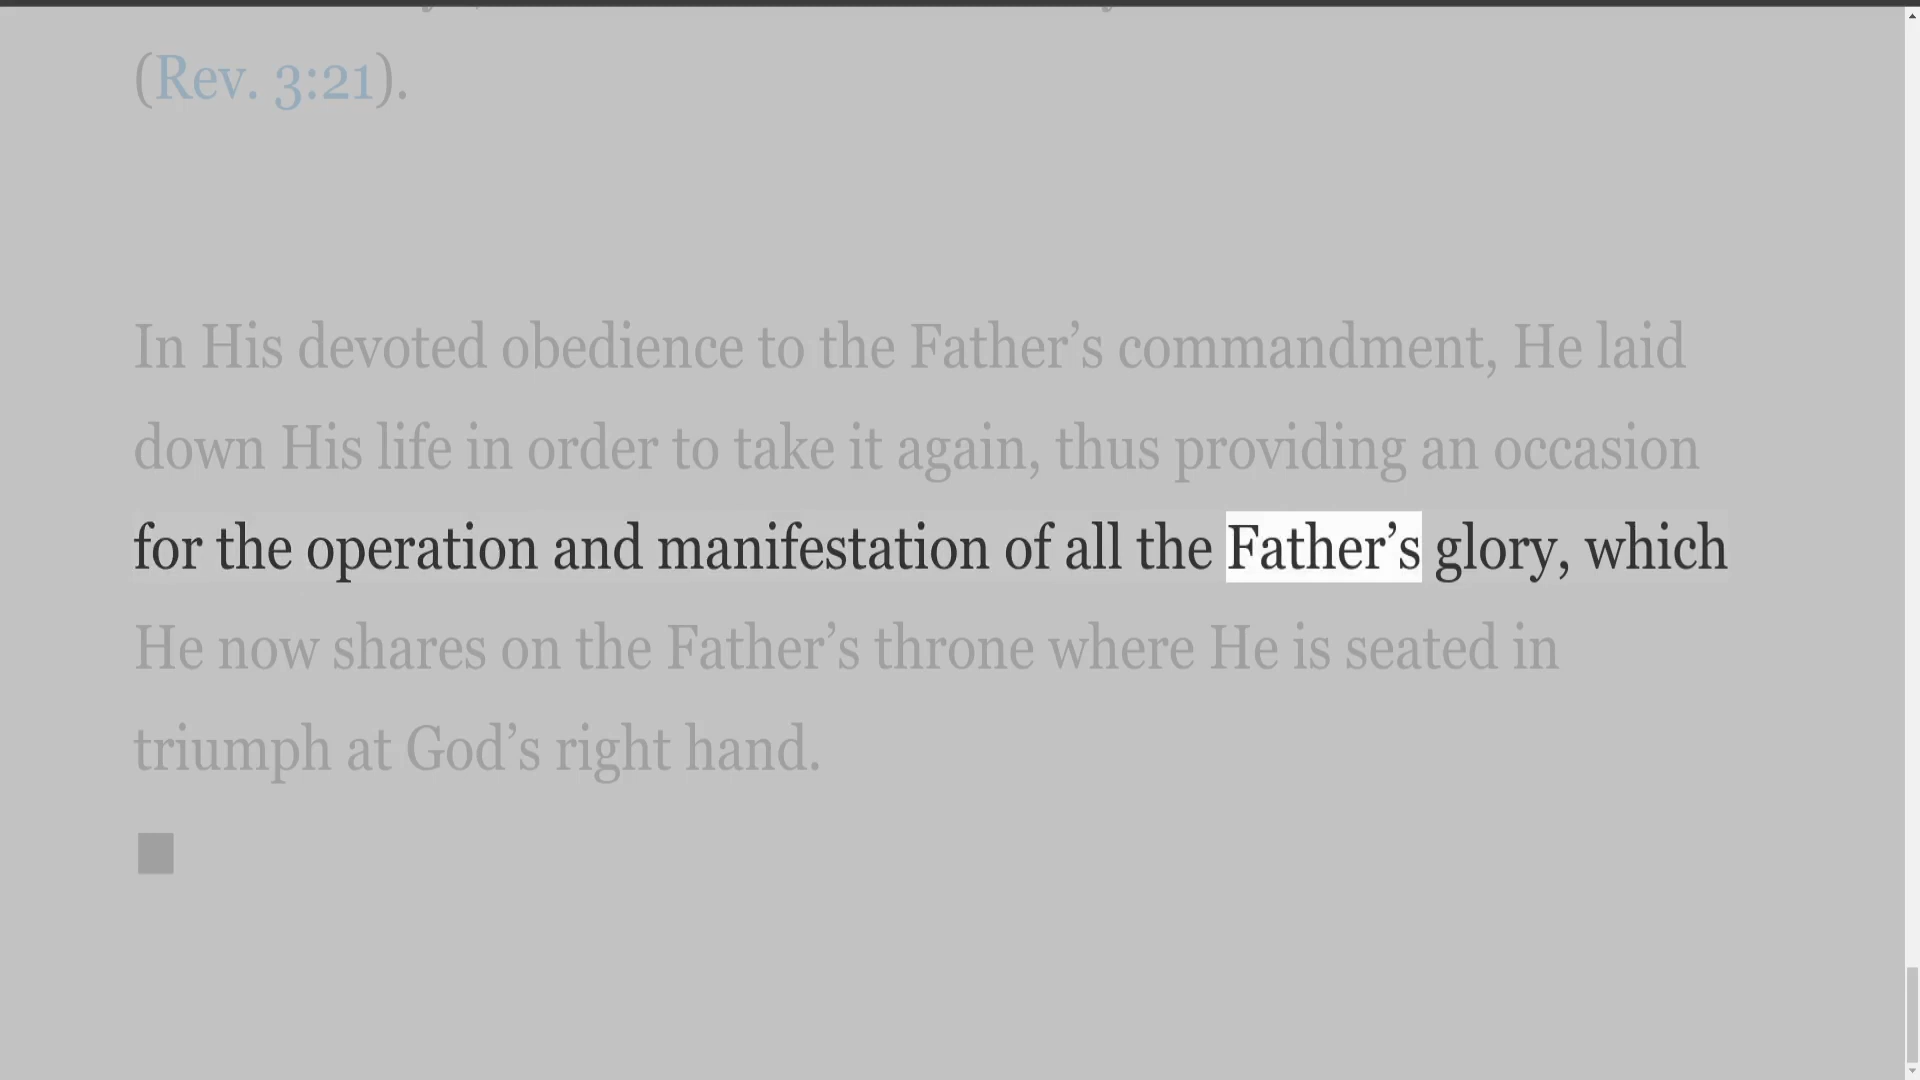 (Rev. 3:21).
In His devoted obedience to the Father’s commandment, He laid
down His life in order to take it again, thus providing an occasion
for the operation and manifestation of all the Father’s glory, which
He now shares on the Father’s throne where He is seated in
triumph at God’s right hand.